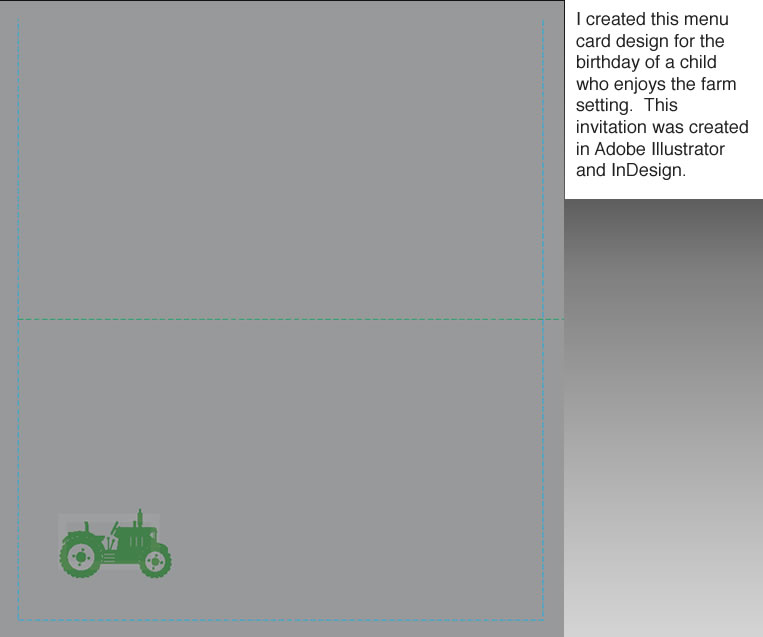 I created this menu
card design for the
birthday of a child
who enjoys the farm
setting.  This
invitation was created
in Adobe Illustrator
and InDesign.